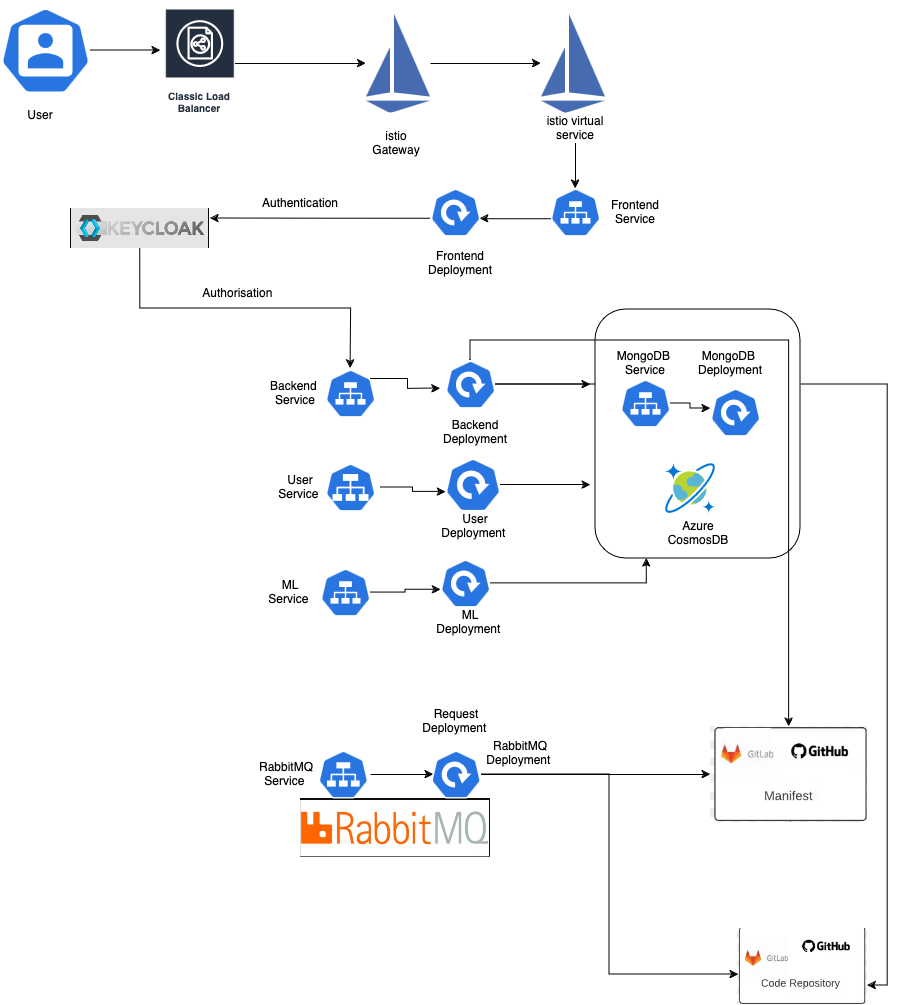 User
Classic Load
Balancer
istio
Gateway
istio virtual
service
Frontend
Service
Frontend
Deployment
Authentication
KEYCLOAK
Authorisation
Backend
Service
Backend
Deployment
MongoDB
Service
MongoDB
Deployment
User
Service
User
Deployment
Azure
CosmosDB
ML
Service
ML
Deployment
Request
Deployment
RabbitMQ
Service
RabbitMQ
Deployment
RabbitMQ
GitLab
GitHub
Manifest
GitLab
GitHub
Code Repository